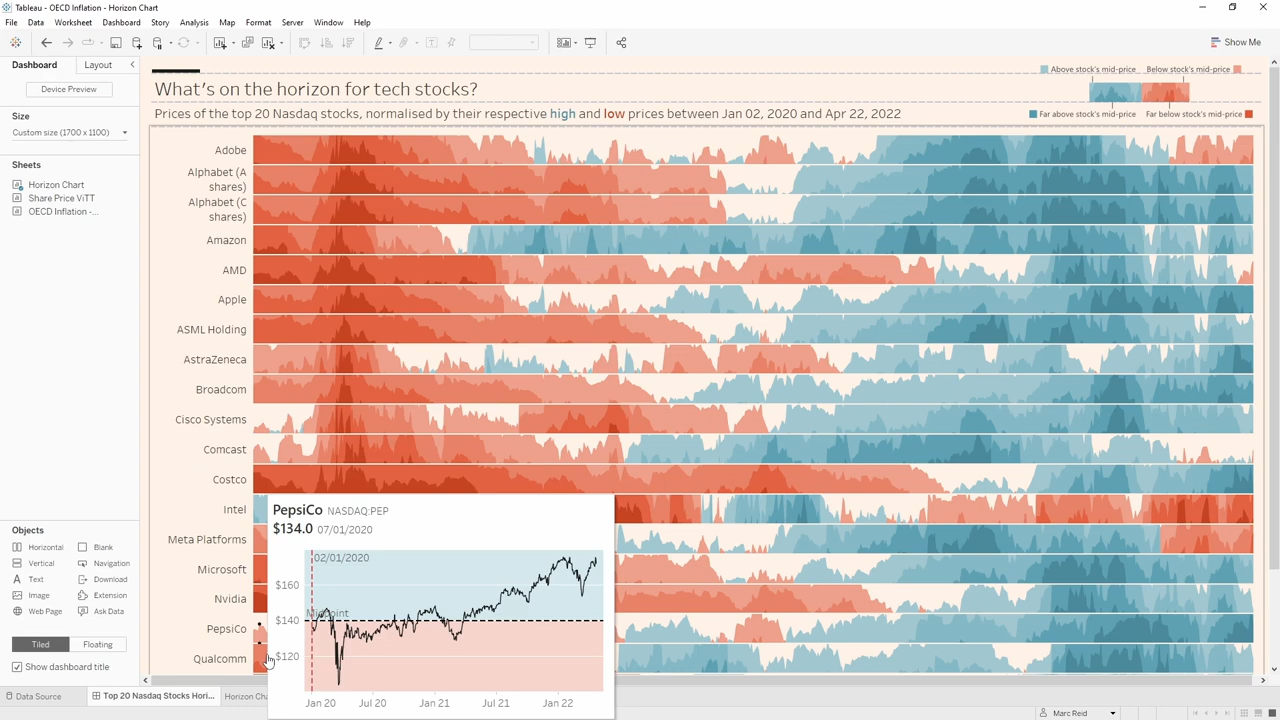 Tableau - OECD Inflation - Horizon Chart
File Data Worksheet Dashboard Story Analysis Map Format Server Window Help
Show Me
Dashboard Layout
Device Preview
Size
Custom size (1700 x 1100)
Sheets
Horizon Chart
Share Price ViTT
OECD Inflation -...
Objects
Horizontal Blank
Vertical Navigation
Text Download
Image Extension
Web Page Ask Data
Tiled Floating
Show dashboard title
Above stock's mid-price Below stock's mid-price
What's on the horizon for tech stocks?
Prices of the top 20 Nasdaq stocks, normalised by their respective high and low prices between Jan 02, 2020 and Apr 22, 2022
Far above stock's mid-price Far below stock's mid-price
Adobe
Alphabet (A
shares)
Alphabet (C
shares)
Amazon
AMD
Apple
ASML Holding
AstraZeneca
Broadcom
Cisco Systems
Comcast
Costco
Intel
Meta Platforms
Microsoft
Nvidia
PepsiCo
Qualcomm
PepsiCo NASDAQ:PEP
$134.0 07/01/2020
02/01/2020
$160
Midpoint
$140
$120
Jan 20 Jul 20 Jan 21 Jul 21 Jan 22
Data Source Top 20 Nasdaq Stocks Hori... Horizon Cha
Marc Reid